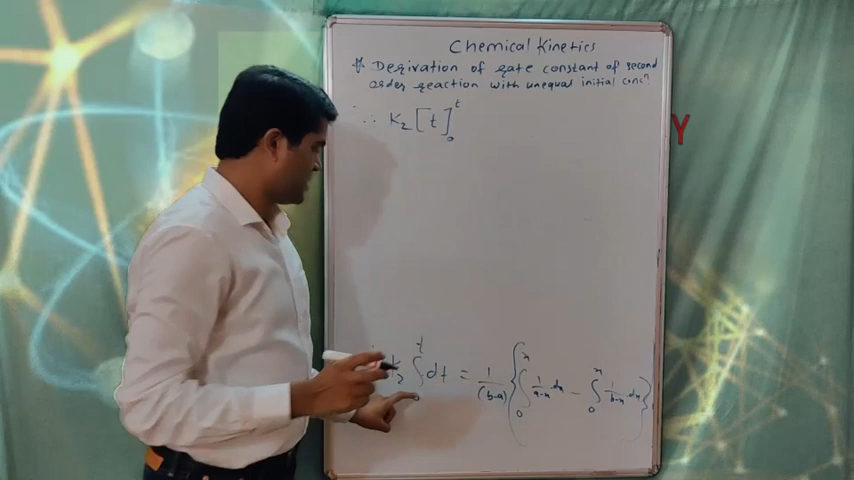 Chemical Kinetics
* Derivation of rate constant of second
order reaction with unequal initial concⁿ
∴ K₂ [t]₀ᵗ
Y
K₂ ∫₀ᵗ dt = 1/(b-a) { ∫₀ˣ 1/(a-x) dx - ∫₀ˣ 1/(b-x) dx }